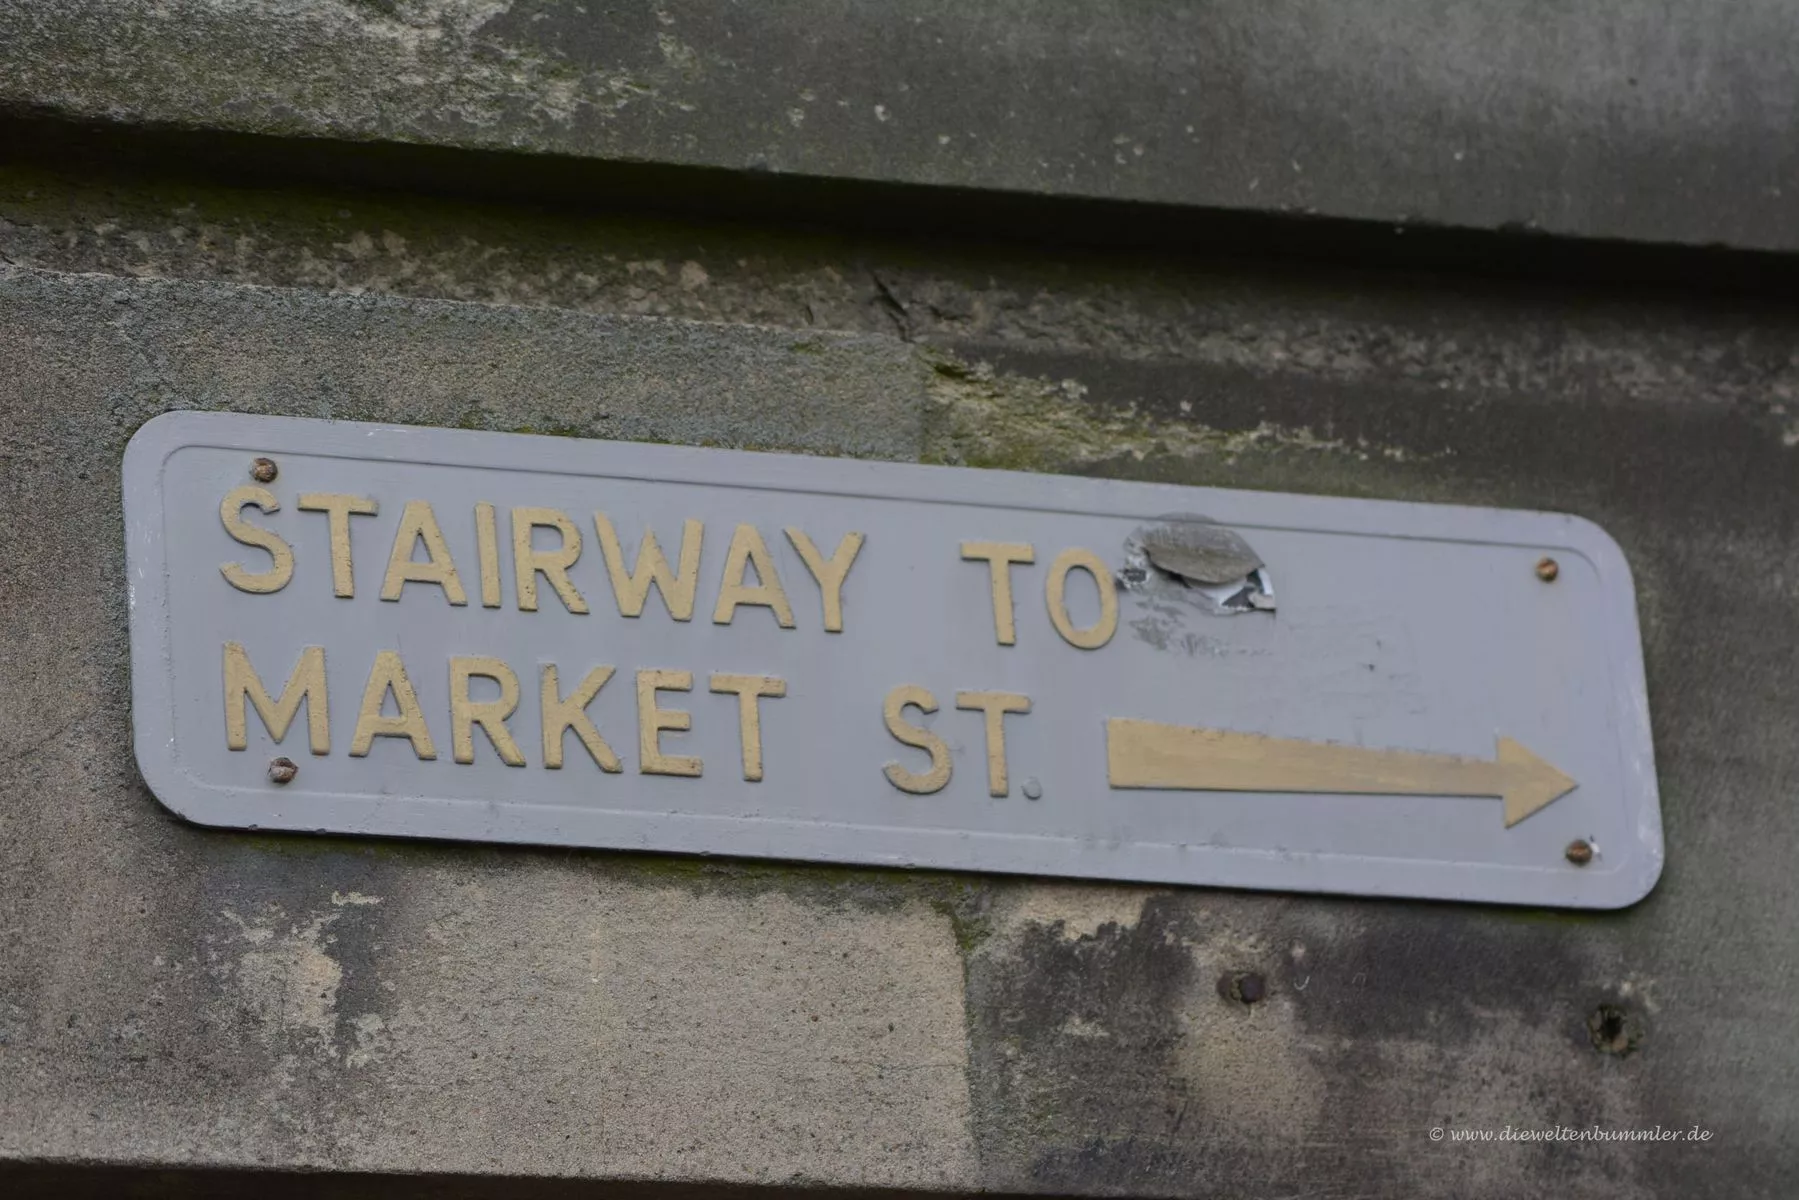 STAIRWAY TO
MARKET ST.
© www.dieweltenbummler.de